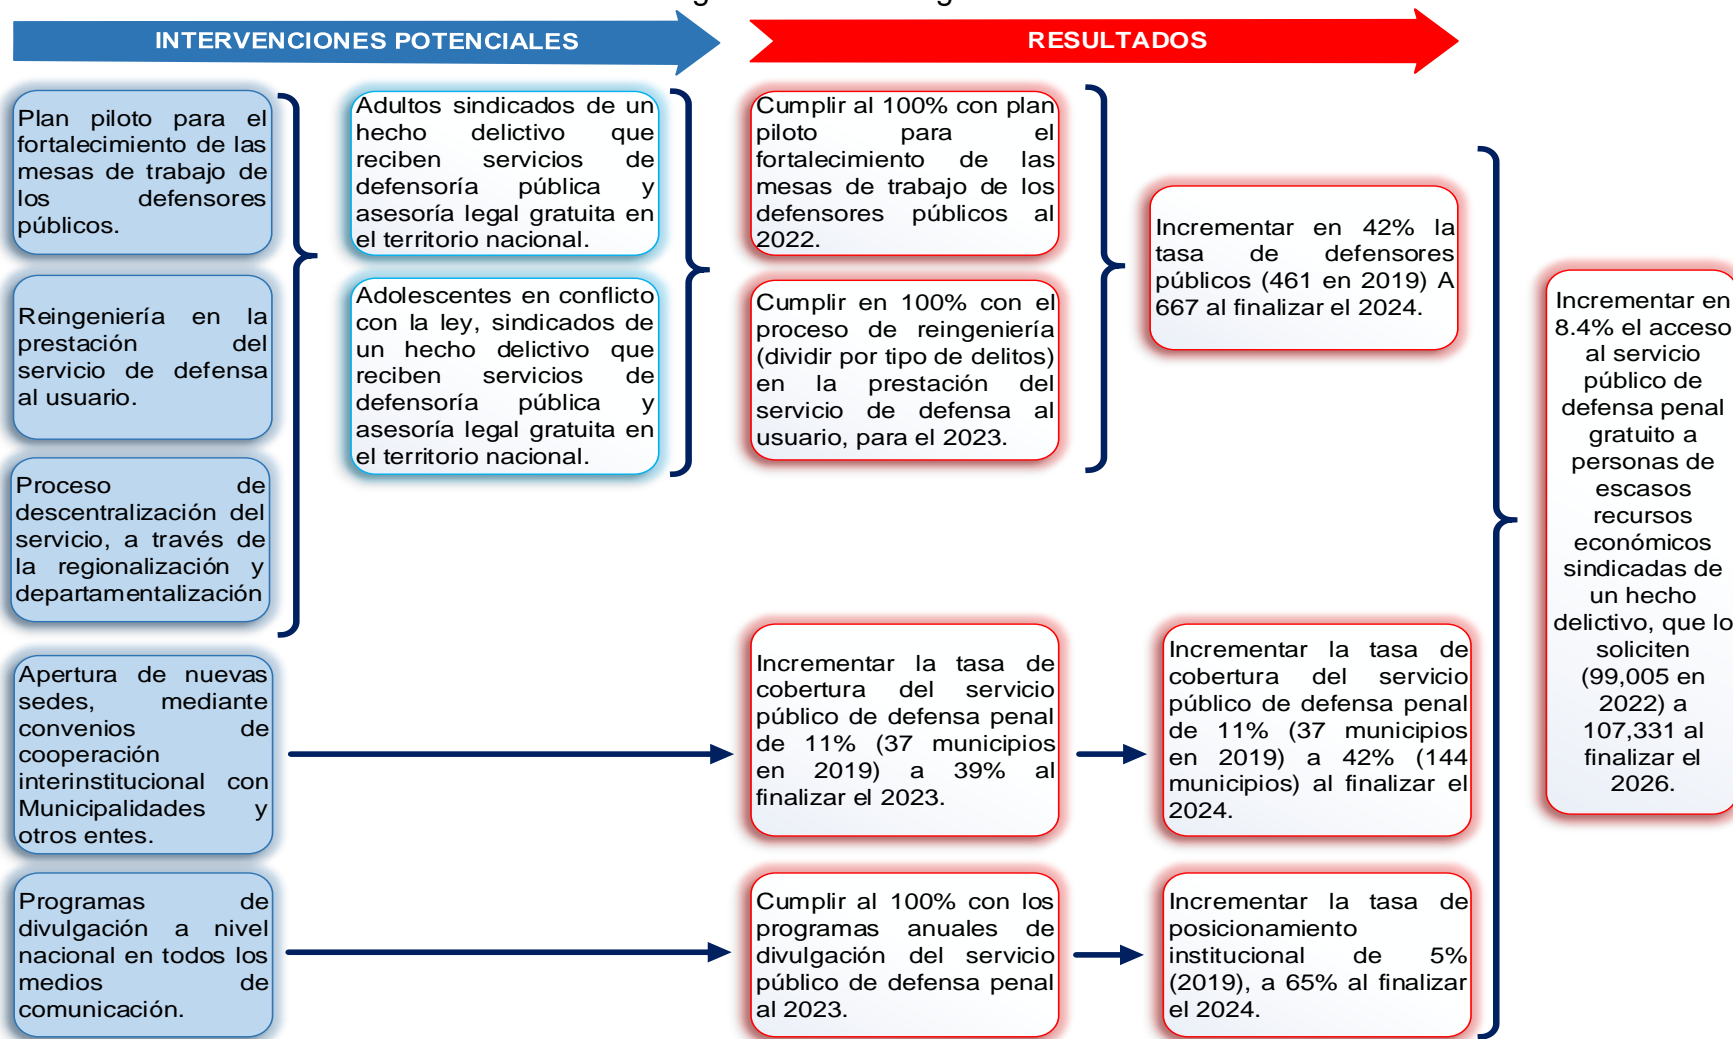 INTERVENCIONES POTENCIALES
RESULTADOS
Plan piloto para el
fortalecimiento de las
mesas de trabajo de
los defensores
públicos.
Reingeniería en la
prestación del
servicio de defensa
al usuario.
Proceso de
descentralización del
servicio, a través de
la regionalización y
departamentalización
Apertura de nuevas
sedes, mediante
convenios de
cooperación
interinstitucional con
Municipalidades y
otros entes.
Programas de
divulgación a nivel
nacional en todos los
medios de
comunicación.
Adultos sindicados de un
hecho delictivo que
reciben servicios de
defensoría pública y
asesoría legal gratuita en
el territorio nacional.
Adolescentes en conflicto
con la ley, sindicados de
un hecho delictivo que
reciben servicios de
defensoría pública y
asesoría legal gratuita en
el territorio nacional.
Cumplir al 100% con plan
piloto para el
fortalecimiento de las
mesas de trabajo de los
defensores públicos al
2022.
Cumplir en 100% con el
proceso de reingeniería
(dividir por tipo de delitos)
en la prestación del
servicio de defensa al
usuario, para el 2023.
Incrementar la tasa de
cobertura del servicio
público de defensa penal
de 11% (37 municipios
en 2019) a 39% al
finalizar el 2023.
Cumplir al 100% con los
programas anuales de
divulgación del servicio
público de defensa penal
al 2023.
Incrementar en 42% la
tasa de defensores
públicos (461 en 2019) A
667 al finalizar el 2024.
Incrementar la tasa de
cobertura del servicio
público de defensa penal
de 11% (37 municipios
en 2019) a 42% (144
municipios) al finalizar el
2024.
Incrementar la tasa de
posicionamiento
institucional de 5%
(2019), a 65% al finalizar
el 2024.
Incrementar en
8.4% el acceso
al servicio
público de
defensa penal
gratuito a
personas de
escasos
recursos
económicos
sindicadas de
un hecho
delictivo, que lo
soliciten
(99,005 en
2022) a
107,331 al
finalizar el
2026.